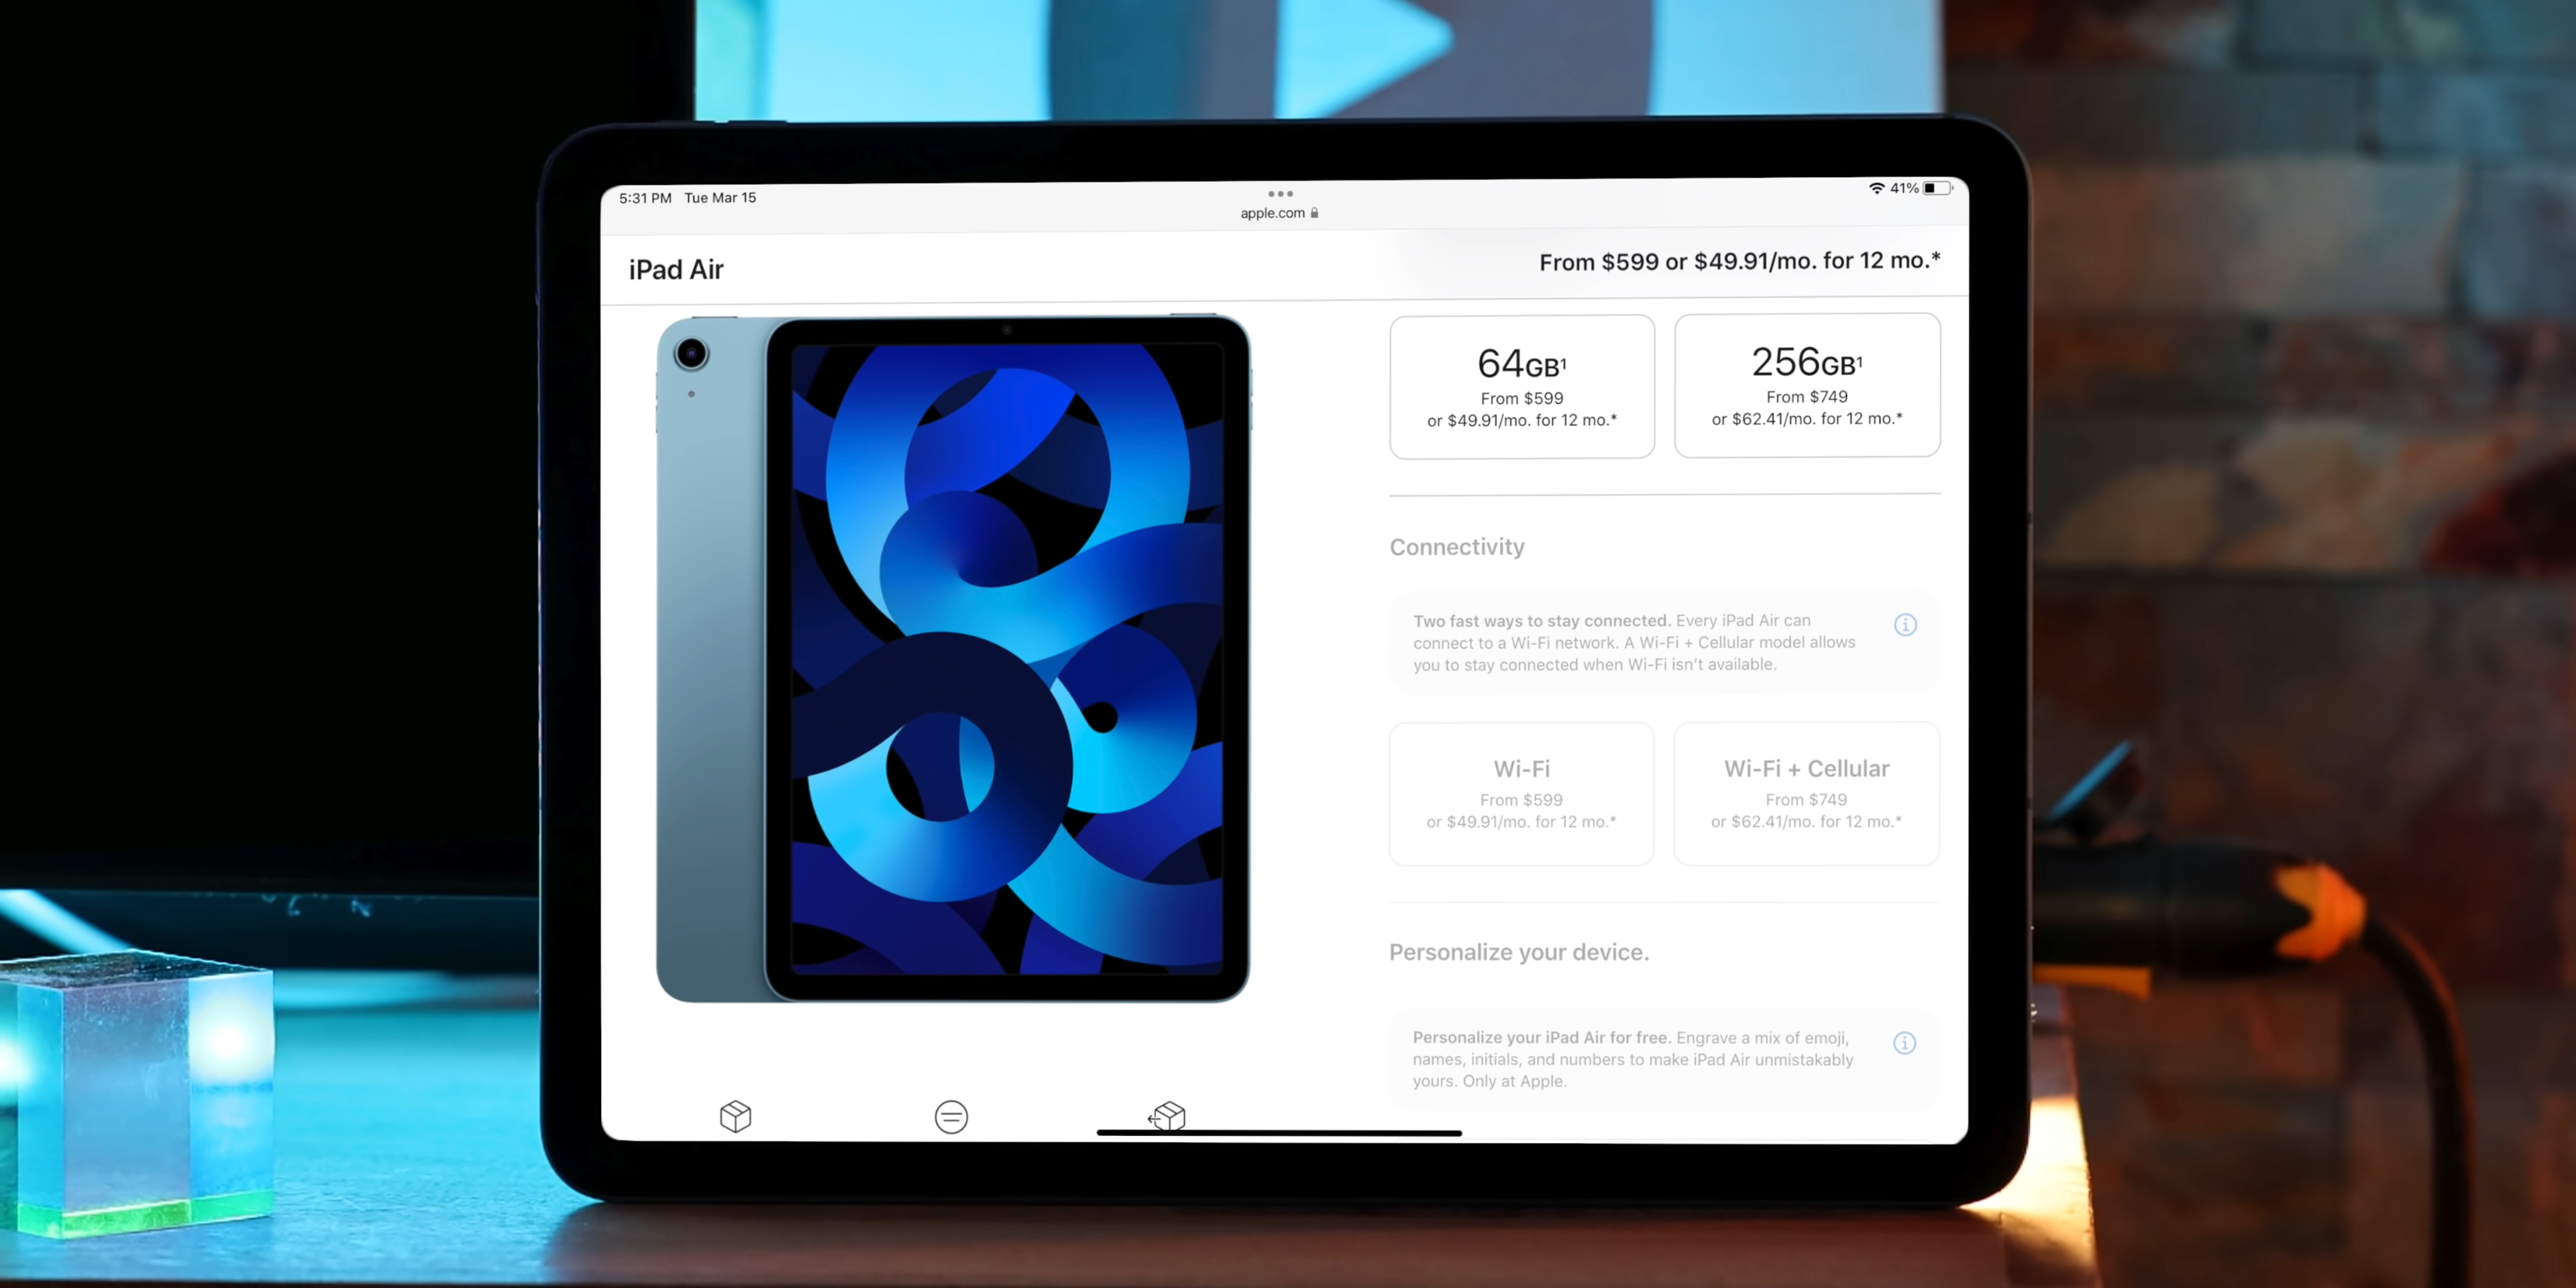 5:31 PM Tue Mar 15
41%
apple.com
iPad Air
From $599 or $49.91/mo. for 12 mo.*
64GB¹
From $599
or $49.91/mo. for 12 mo.*
256GB¹
From $749
or $62.41/mo. for 12 mo.*
Connectivity
Two fast ways to stay connected. Every iPad Air can
connect to a Wi-Fi network. A Wi-Fi + Cellular model allows
you to stay connected when Wi-Fi isn’t available.
Wi-Fi
From $599
or $49.91/mo. for 12 mo.*
Wi-Fi + Cellular
From $749
or $62.41/mo. for 12 mo.*
Personalize your device.
Personalize your iPad Air for free. Engrave a mix of emoji,
names, initials, and numbers to make iPad Air unmistakably
yours. Only at Apple.